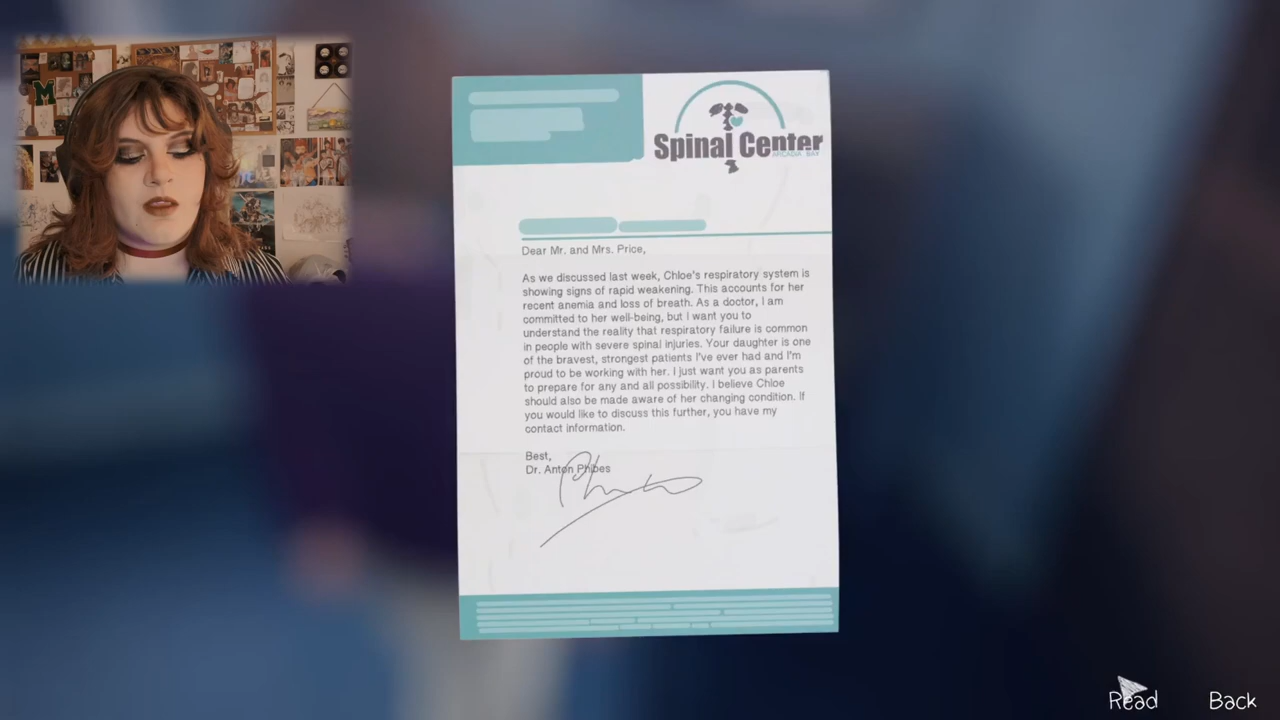 M
Spinal Center
ARCADIA BAY
Dear Mr. and Mrs. Price,
As we discussed last week, Chloe's respiratory system is
showing signs of rapid weakening. This accounts for her
recent anemia and loss of breath. As a doctor, I am
committed to her well-being, but I want you to
understand the reality that respiratory failure is common
in people with severe spinal injuries. Your daughter is one
of the bravest, strongest patients I've ever had and I'm
proud to be working with her. I just want you as parents
to prepare for any and all possibility. I believe Chloe
should also be made aware of her changing condition. If
you would like to discuss this further, you have my
contact information.
Best,
Dr. Anton Phibes
Read
Back